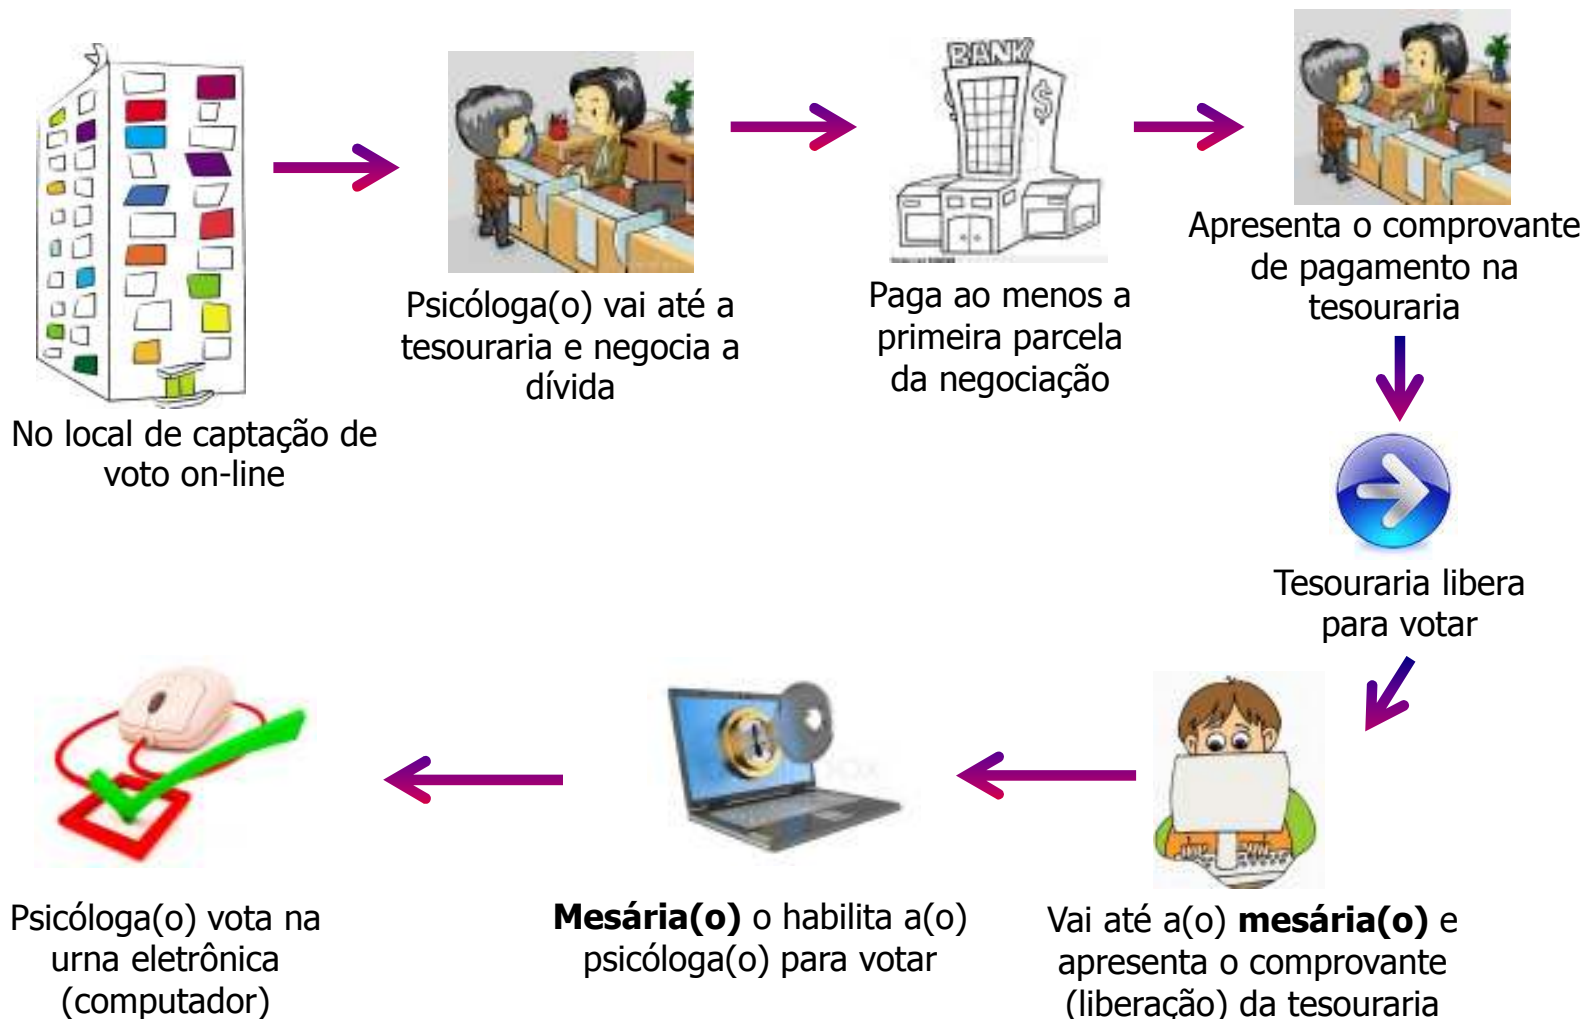 No local de captação de
voto on-line
Psicóloga(o) vai até a
tesouraria e negocia a
dívida
BANK
$
Paga ao menos a
primeira parcela
da negociação
Apresenta o comprovante
de pagamento na
tesouraria
Tesouraria libera
para votar
Vai até a(o) mesária(o) e
apresenta o comprovante
(liberação) da tesouraria
Mesária(o) o habilita a(o)
psicóloga(o) para votar
Psicóloga(o) vota na
urna eletrônica
(computador)